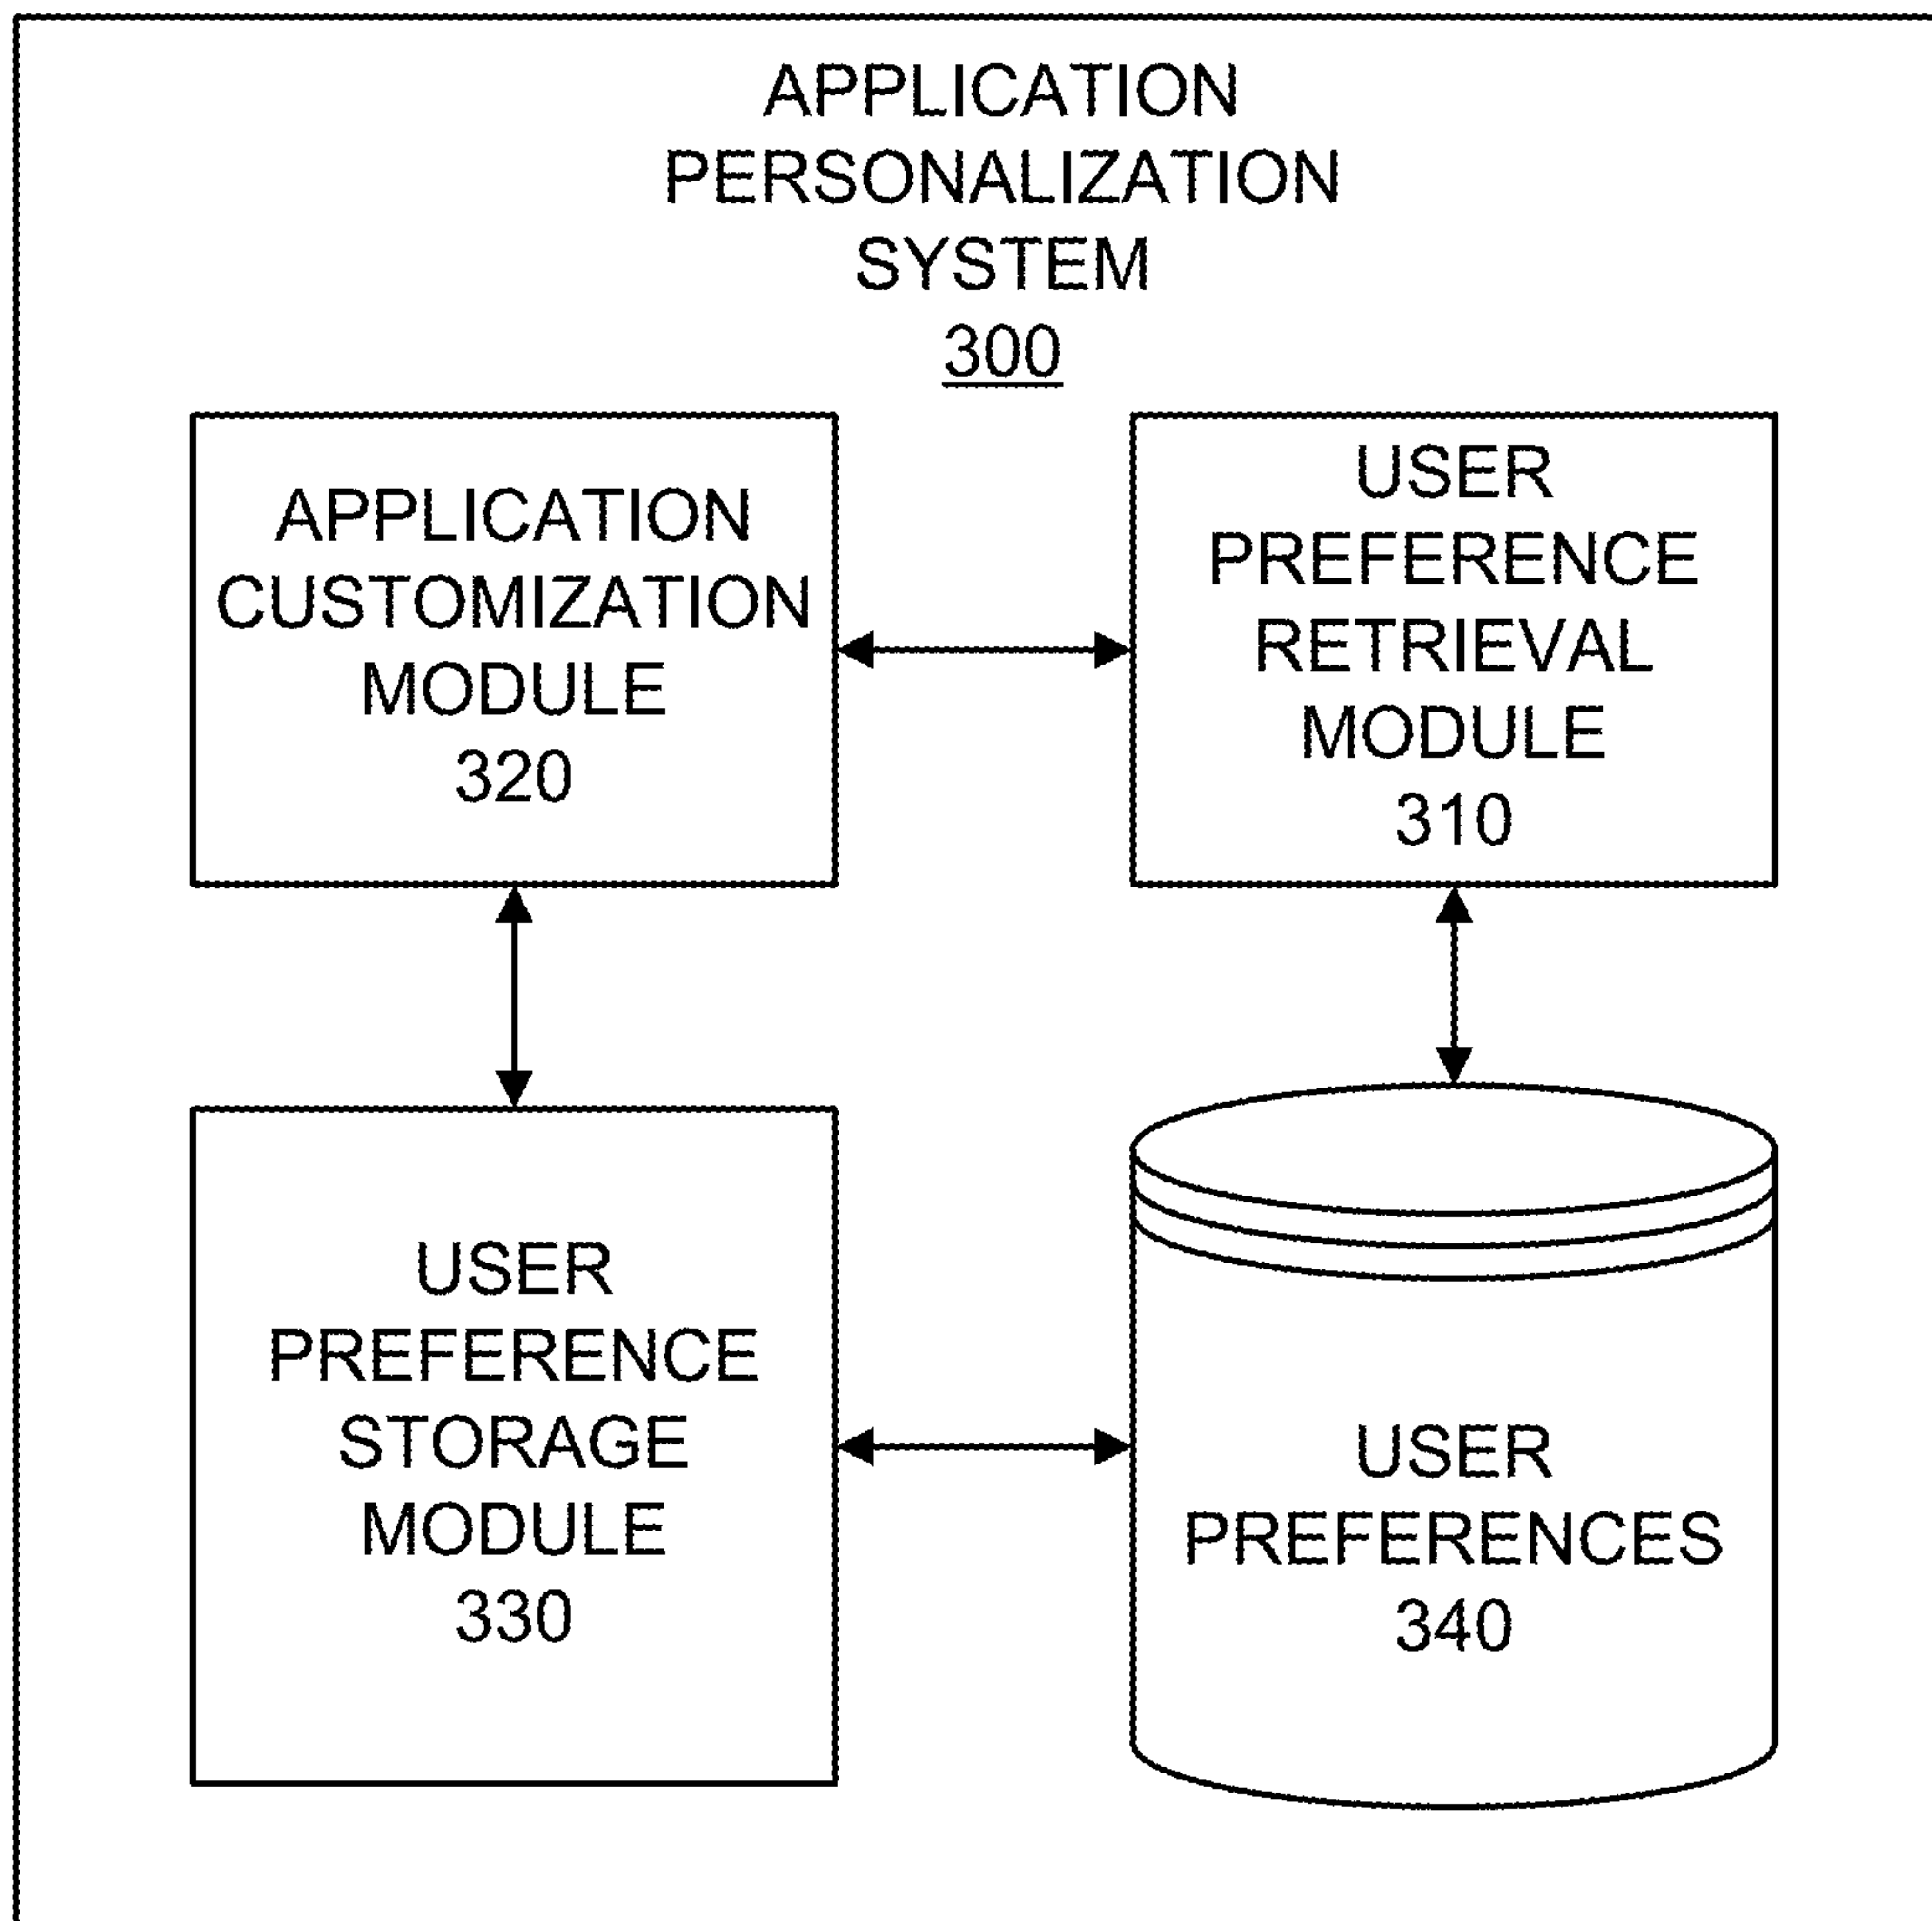 APPLICATION
PERSONALIZATION
SYSTEM
300
APPLICATION
CUSTOMIZATION
MODULE
320
USER
PREFERENCE
RETRIEVAL
MODULE
310
USER
PREFERENCE
STORAGE
MODULE
330
USER
PREFERENCES
340